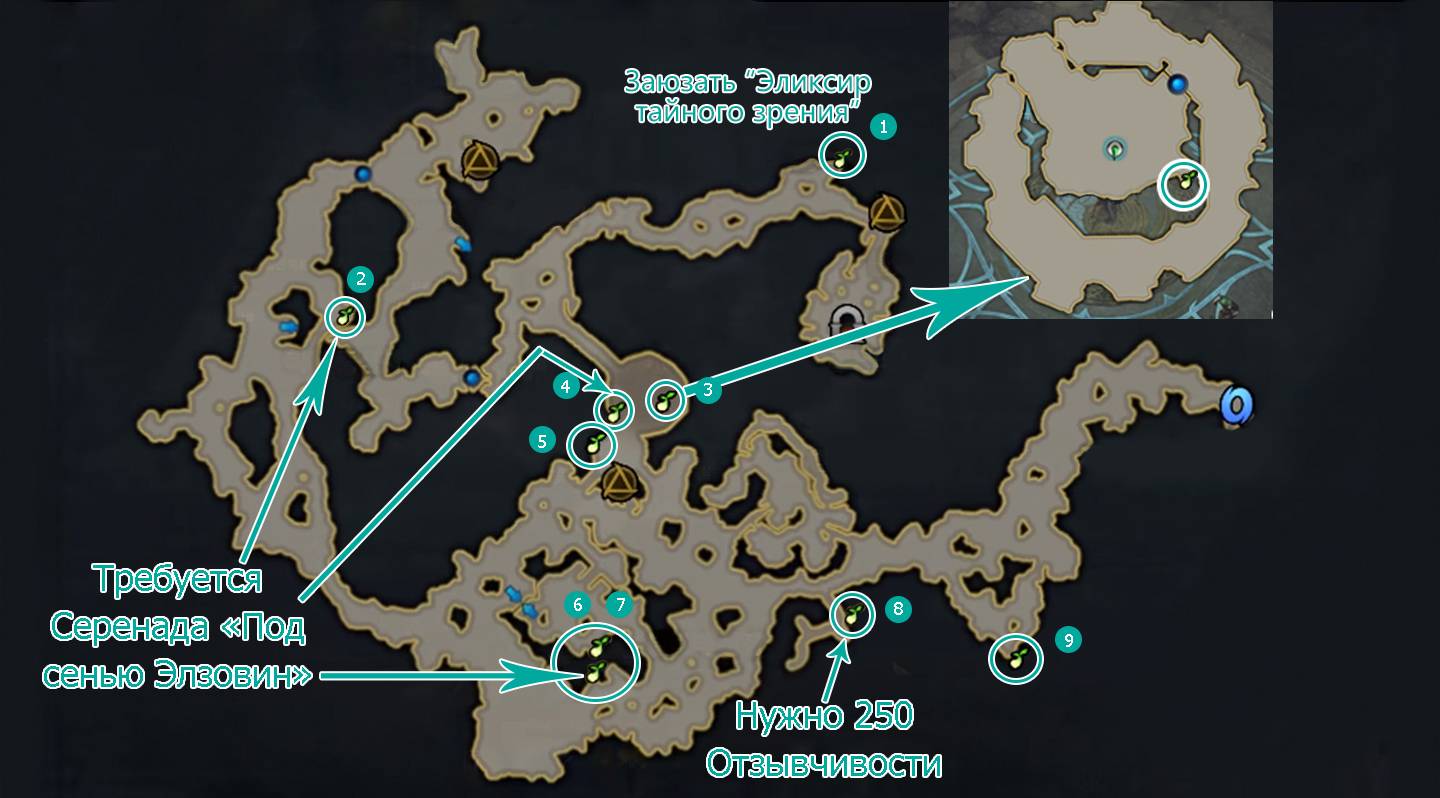 Заюзать “Эликсир
тайного зрения”
1
2
3
4
5
6 7
8
9
Требуется
Серенада «Под
сенью Элзовин»
Нужно 250
Отзывчивости